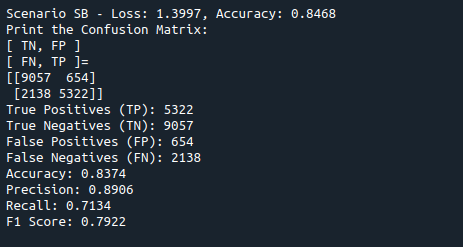 Scenario SB - Loss: 1.3997, Accuracy: 0.8468
Print the Confusion Matrix:
[ TN, FP ]
[ FN, TP ]=
[[9057  654]
 [2138 5322]]
True Positives (TP): 5322
True Negatives (TN): 9057
False Positives (FP): 654
False Negatives (FN): 2138
Accuracy: 0.8374
Precision: 0.8906
Recall: 0.7134
F1 Score: 0.7922